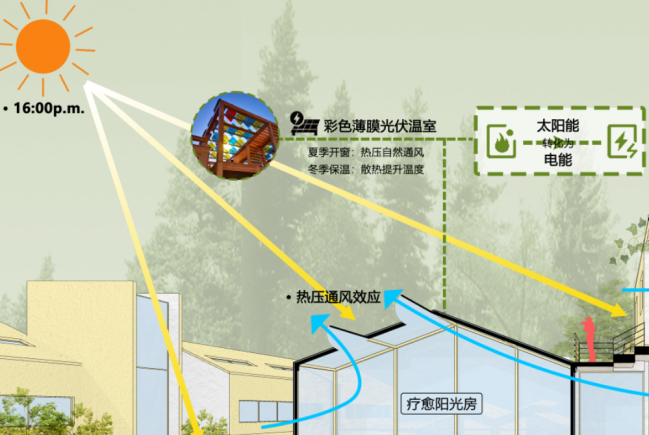 • 16:00p.m.
彩色薄膜光伏温室
夏季开窗：热压自然通风
冬季保温：散热提升温度
太阳能
转化为
电能
• 热压通风效应
疗愈阳光房